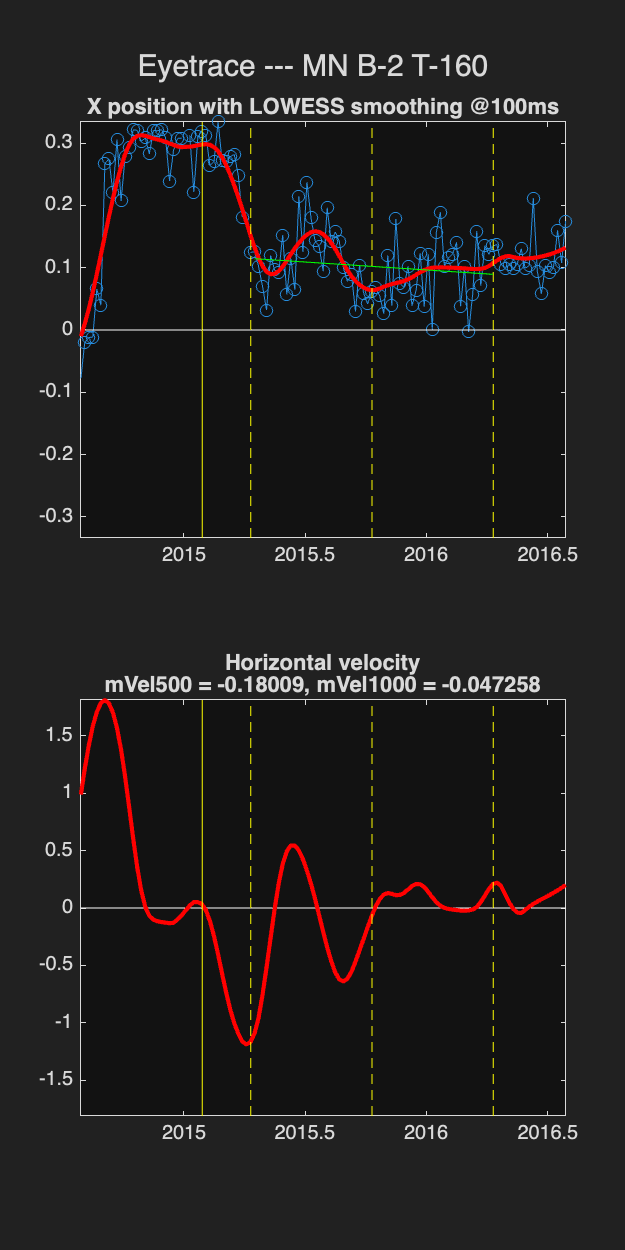 Eyetrace --- MN B-2 T-160
X position with LOWESS smoothing @100ms
0.3
0.2
0.1
0
-0.1
-0.2
-0.3
2015 2015.5 2016 2016.5
Horizontal velocity
mVel500 = -0.18009, mVel1000 = -0.047258
1.5
1
0.5
0
-0.5
-1
-1.5
2015 2015.5 2016 2016.5